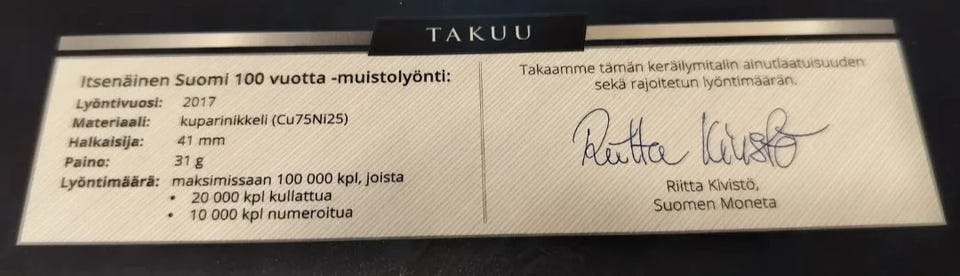 TAKUU
Itsenäinen Suomi 100 vuotta -muistolyönti:
Lyöntivuosi: 2017
Materiaali: kuparinikkeli (Cu75Ni25)
Halkaisija: 41 mm
Paino: 31 g
Lyöntimäärä: maksimissaan 100 000 kpl, joista
• 20 000 kpl kullattua
• 10 000 kpl numeroitua
Takaamme tämän keräilymitalin ainutlaatuisuuden
sekä rajoitetun lyöntimäärän.
Riitta Kivistö
Riitta Kivistö,
Suomen Moneta